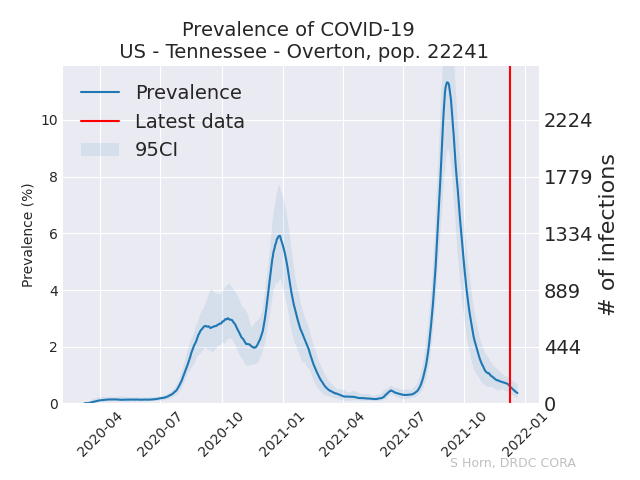 Prevalence of COVID-19
US - Tennessee - Overton, pop. 22241
Prevalence
Latest data
95CI
Prevalence (%)
10
8
6
4
2
0
2224
1779
1334
889
444
0
# of infections
2020-04
2020-07
2020-10
2021-01
2021-04
2021-07
2021-10
2022-01
S Horn, DRDC CORA